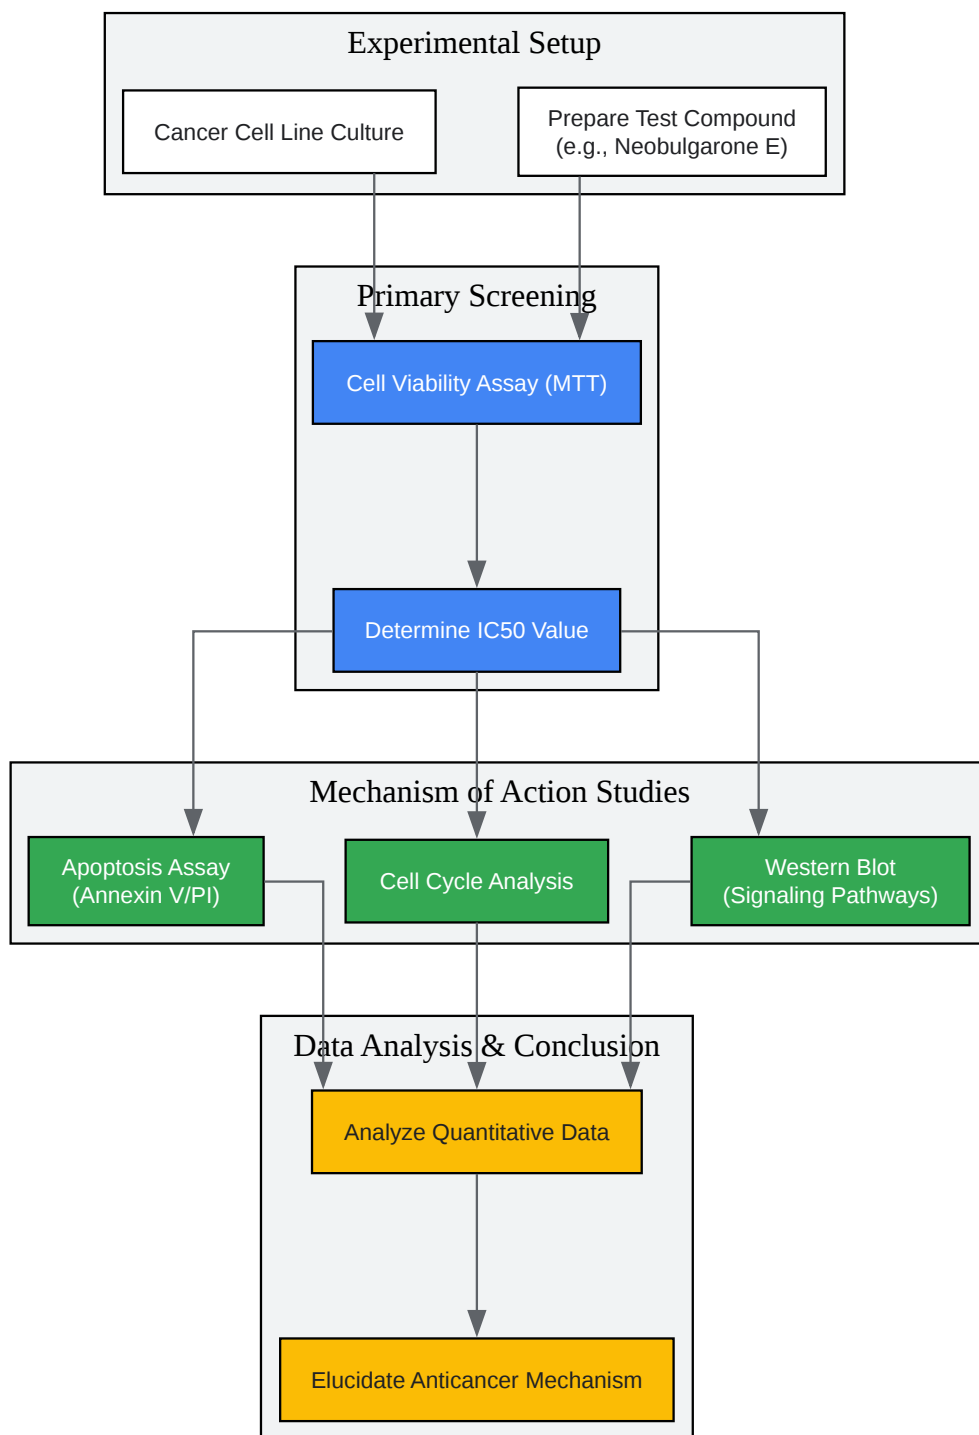 Experimental Setup
Cancer Cell Line Culture
Prepare Test Compound
(e.g., Neobulgarone E)
Primary Screening
Cell Viability Assay (MTT)
Determine IC50 Value
Mechanism of Action Studies
Apoptosis Assay
(Annexin V/PI)
Cell Cycle Analysis
Western Blot
(Signaling Pathways)
Data Analysis & Conclusion
Analyze Quantitative Data
Elucidate Anticancer Mechanism